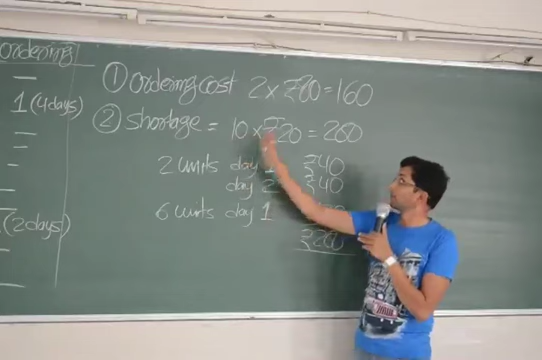 ordering
1 (4days)
(2days)
① ordering cost 2 × ₹80 = 160
② Shortage = 10 × ₹20 = 200
2 units day 1 ₹40
day 2 ₹40
6 units day 1
₹200